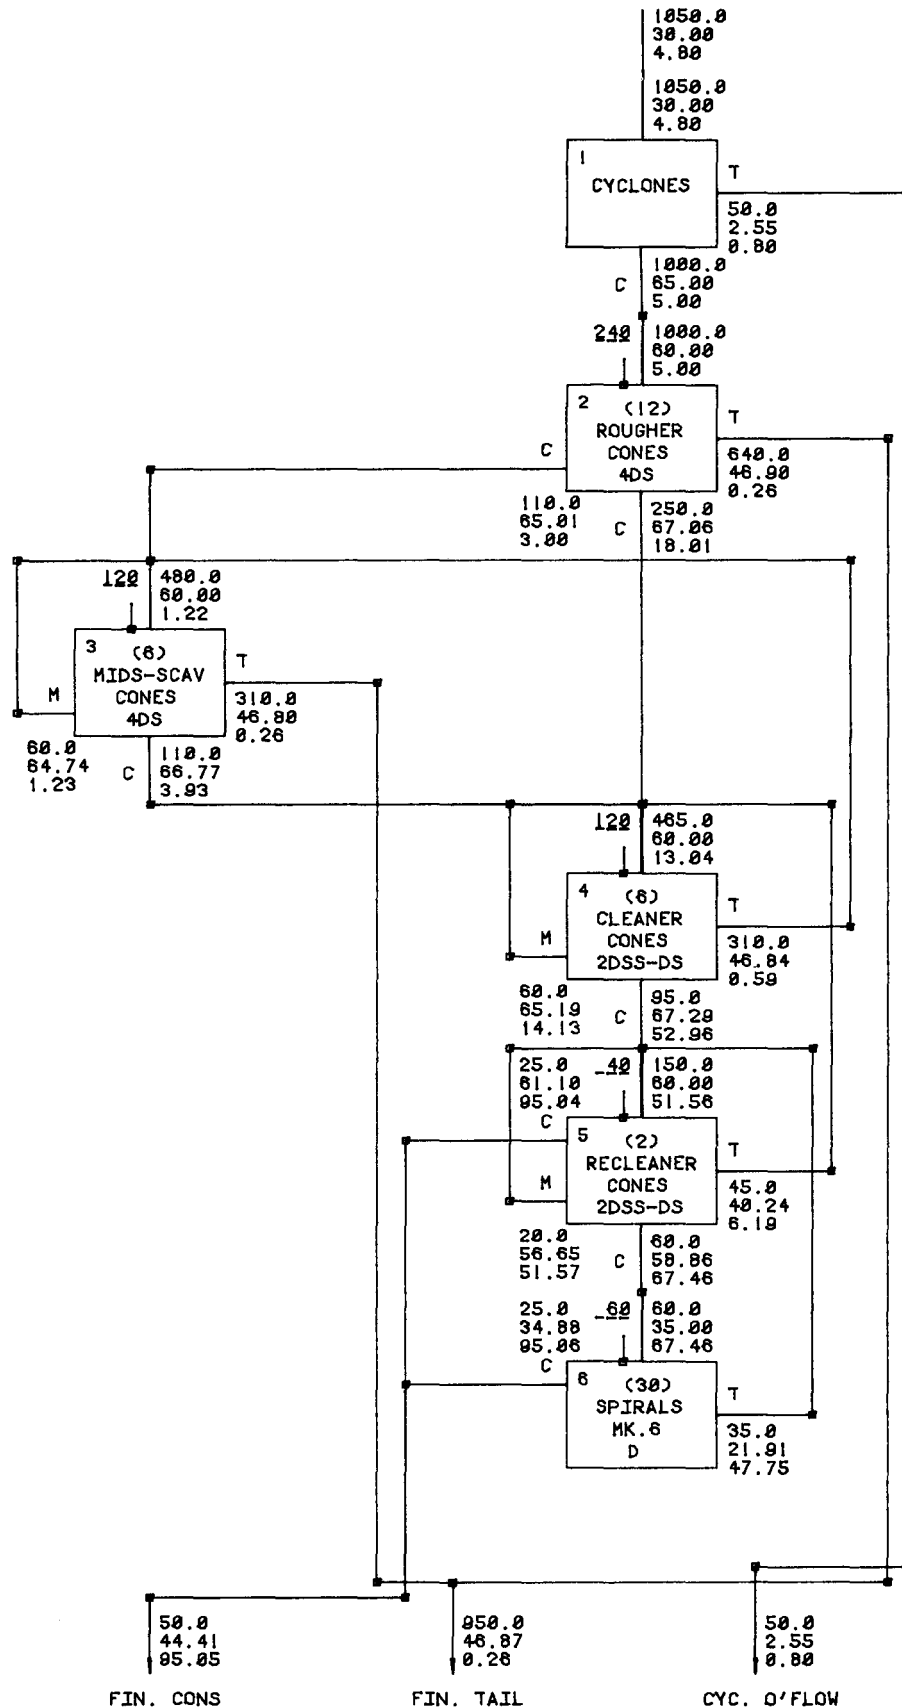 1050.0
30.00
4.80
1050.0
30.00
4.80
1
CYCLONES
T
50.0
2.55
0.80
C
1000.0
65.00
5.00
240
1000.0
60.00
5.00
2
(12)
ROUGHER
CONES
4DS
T
640.0
46.90
0.26
C
110.0
65.01
3.00
C
250.0
67.06
18.01
120
480.0
60.00
1.22
3
(6)
MIDS-SCAV
CONES
4DS
T
310.0
46.80
0.26
M
60.0
64.74
1.23
C
110.0
66.77
3.93
120
465.0
60.00
13.04
4
(6)
CLEANER
CONES
2DSS-DS
T
310.0
46.84
0.59
M
60.0
65.19
14.13
C
95.0
67.29
52.96
25.0
61.10
95.04
C
40
150.0
60.00
51.56
5
(2)
RECLEANER
CONES
2DSS-DS
T
45.0
40.24
6.19
M
20.0
56.65
51.57
C
60.0
58.86
67.46
25.0
34.88
95.06
C
60
60.0
35.00
67.46
6
(30)
SPIRALS
MK.6
D
T
35.0
21.91
47.75
50.0
44.41
95.05
FIN. CONS
950.0
46.87
0.26
FIN. TAIL
50.0
2.55
0.80
CYC. O'FLOW